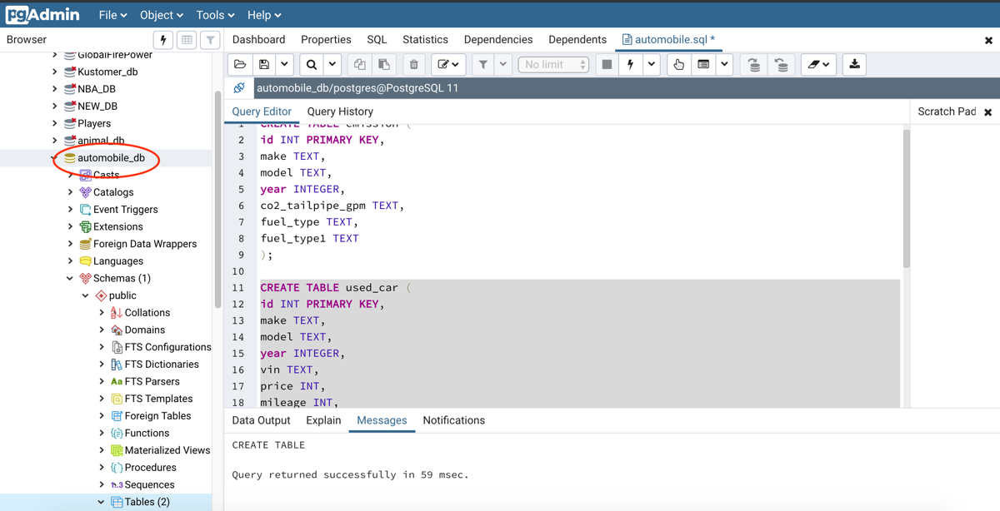 pgAdmin File Object Tools Help
Browser
Dashboard Properties SQL Statistics Dependencies Dependents automobile.sql *
No limit
automobile_db/postgres@PostgreSQL 11
Query Editor Query History
Scratch Pad
GlobalFirePower
Kustomer_db
NBA_DB
NEW_DB
Players
animal_db
automobile_db
Casts
Catalogs
Event Triggers
Extensions
Foreign Data Wrappers
Languages
Schemas (1)
public
Collations
Domains
FTS Configurations
FTS Dictionaries
Aa FTS Parsers
FTS Templates
Foreign Tables
Functions
Materialized Views
Procedures
1..3 Sequences
Tables (2)
1 CREATE TABLE emission (
2 id INT PRIMARY KEY,
3 make TEXT,
4 model TEXT,
5 year INTEGER,
6 co2_tailpipe_gpm TEXT,
7 fuel_type TEXT,
8 fuel_type1 TEXT
9 );
10
11 CREATE TABLE used_car (
12 id INT PRIMARY KEY,
13 make TEXT,
14 model TEXT,
15 year INTEGER,
16 vin TEXT,
17 price INT,
18 mileage INT,
Data Output Explain Messages Notifications
CREATE TABLE
Query returned successfully in 59 msec.